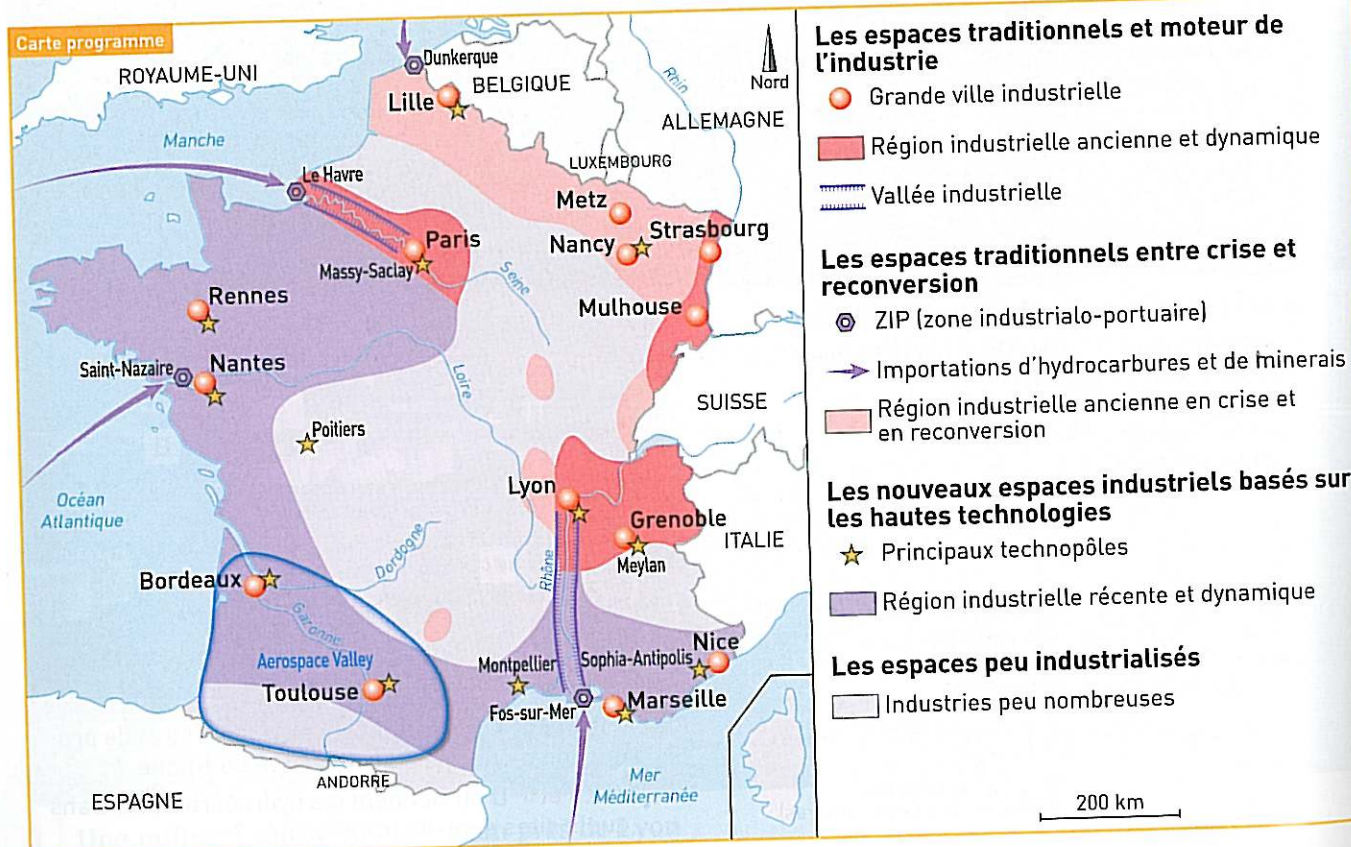 Carte programme
ROYAUME-UNI
Dunkerque
BELGIQUE
Lille
Nord
Rhin
ALLEMAGNE
Manche
LUXEMBOURG
Le Havre
Metz
Paris
Nancy
Strasbourg
Massy-Saclay
Seine
Rennes
Mulhouse
Saint-Nazaire
Nantes
Loire
SUISSE
Poitiers
Océan
Atlantique
Lyon
Grenoble
ITALIE
Dordogne
Rhône
Meylan
Bordeaux
Garonne
Aerospace Valley
Toulouse
Montpellier
Sophia-Antipolis
Nice
Fos-sur-Mer
Marseille
ANDORRE
Mer
Méditerranée
ESPAGNE
Les espaces traditionnels et moteur de
l'industrie
Grande ville industrielle
Région industrielle ancienne et dynamique
Vallée industrielle
Les espaces traditionnels entre crise et
reconversion
ZIP (zone industrialo-portuaire)
Importations d'hydrocarbures et de minerais
Région industrielle ancienne en crise et
en reconversion
Les nouveaux espaces industriels basés sur
les hautes technologies
Principaux technopôles
Région industrielle récente et dynamique
Les espaces peu industrialisés
Industries peu nombreuses
200 km